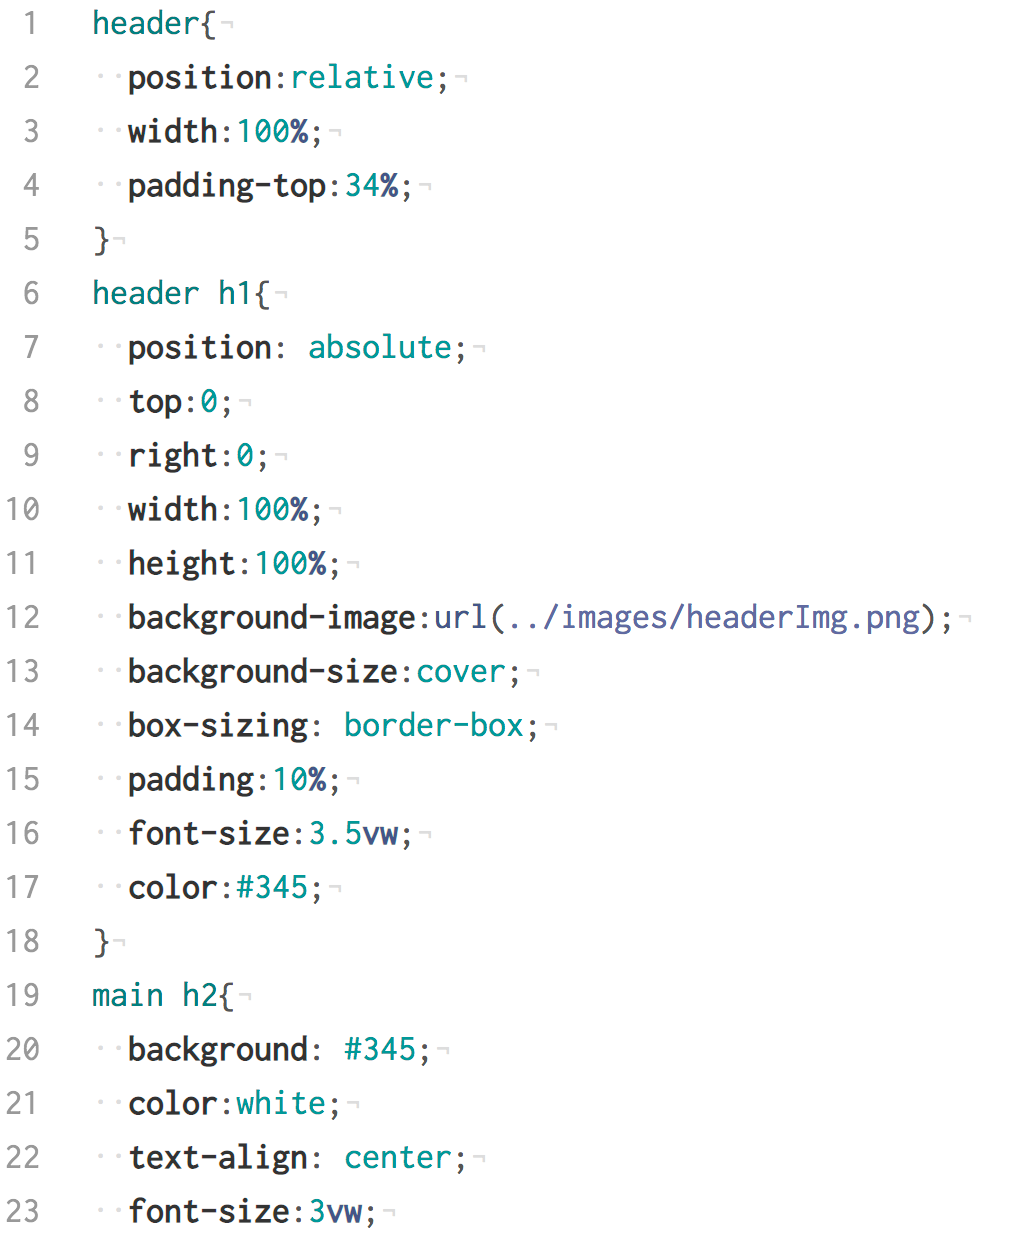 1 header{¬
2 ··position:relative;¬
3 ··width:100%;¬
4 ··padding-top:34%;¬
5 }¬
6 header h1{¬
7 ··position: absolute;¬
8 ··top:0;¬
9 ··right:0;¬
10 ··width:100%;¬
11 ··height:100%;¬
12 ··background-image:url(../images/headerImg.png);¬
13 ··background-size:cover;¬
14 ··box-sizing: border-box;¬
15 ··padding:10%;¬
16 ··font-size:3.5vw;¬
17 ··color:#345;¬
18 }¬
19 main h2{¬
20 ··background: #345;¬
21 ··color:white;¬
22 ··text-align: center;¬
23 ··font-size:3vw;¬